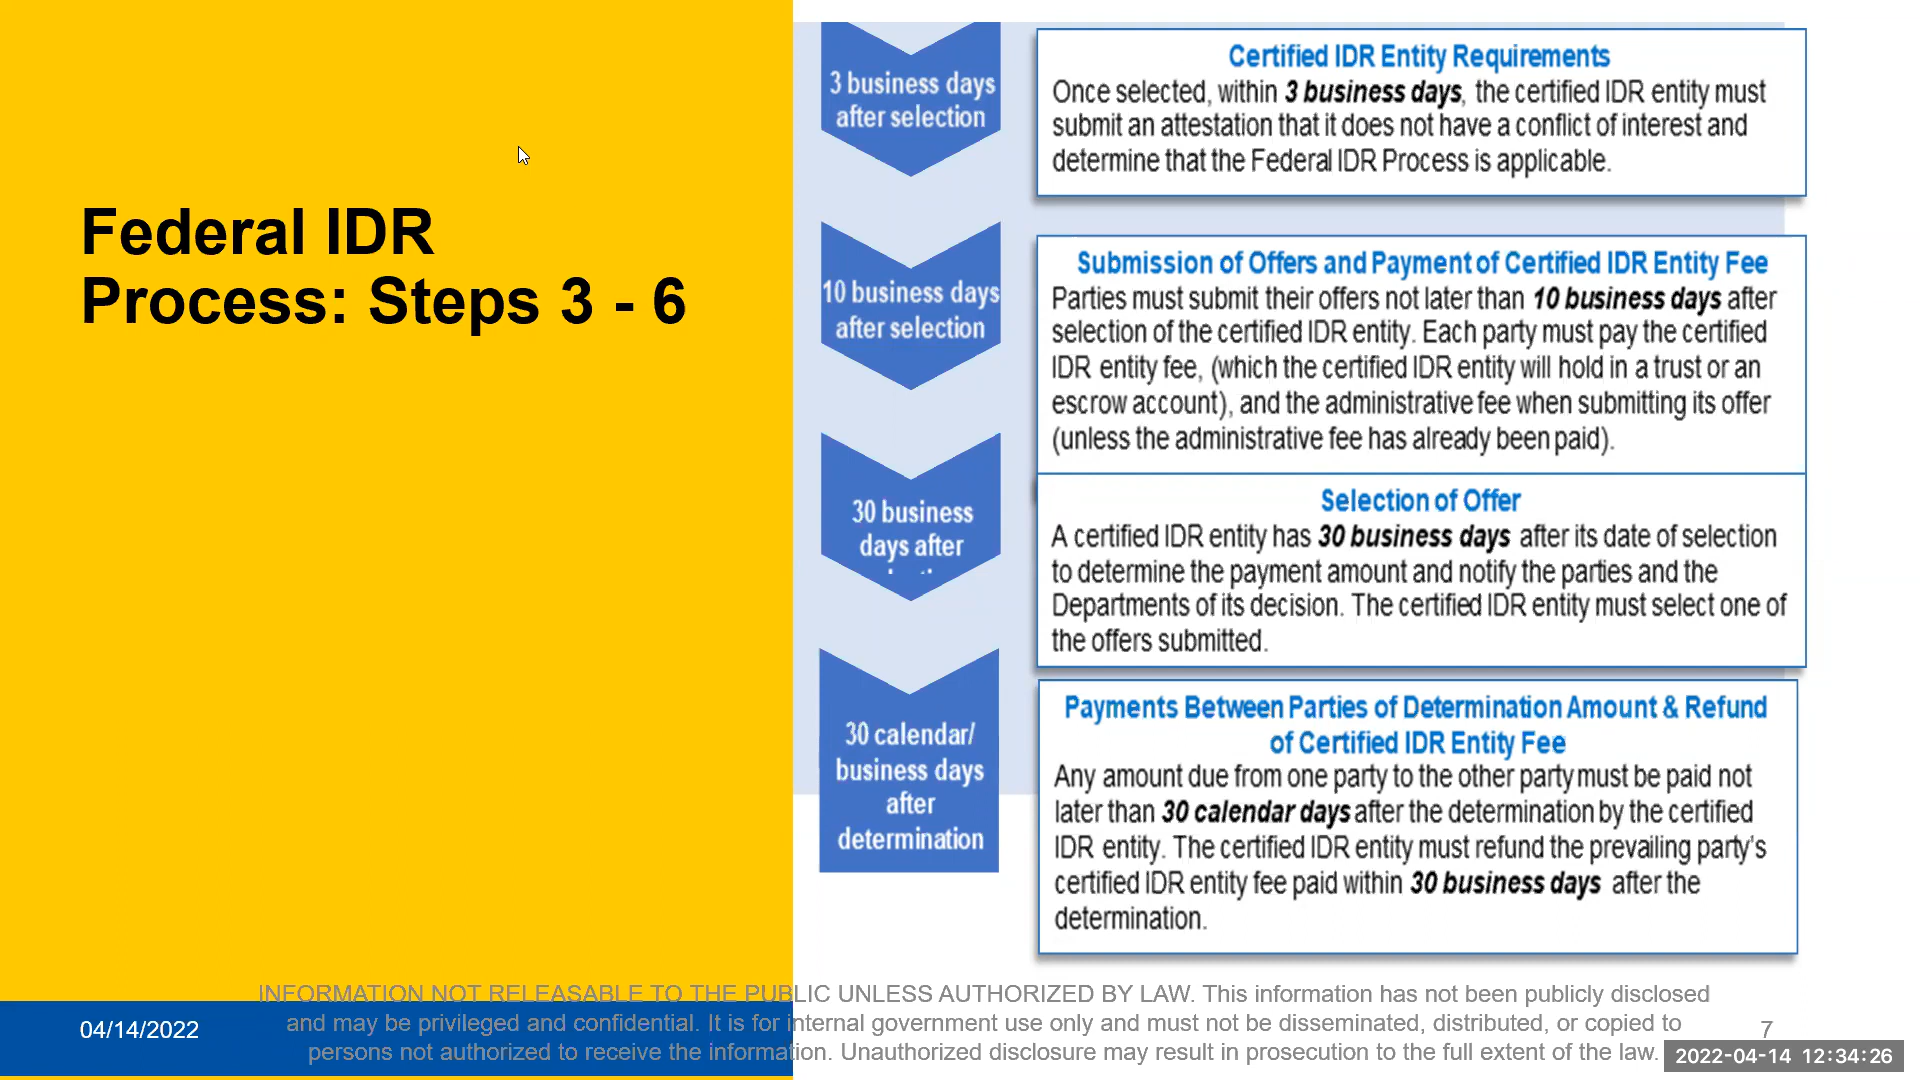 Federal IDR
Process: Steps 3 - 6
3 business days
after selection
Certified IDR Entity Requirements
Once selected, within 3 business days, the certified IDR entity must
submit an attestation that it does not have a conflict of interest and
determine that the Federal IDR Process is applicable.
10 business days
after selection
Submission of Offers and Payment of Certified IDR Entity Fee
Parties must submit their offers not later than 10 business days after
selection of the certified IDR entity. Each party must pay the certified
IDR entity fee, (which the certified IDR entity will hold in a trust or an
escrow account), and the administrative fee when submitting its offer
(unless the administrative fee has already been paid).
30 business
days after
Selection of Offer
A certified IDR entity has 30 business days after its date of selection
to determine the payment amount and notify the parties and the
Departments of its decision. The certified IDR entity must select one of
the offers submitted.
30 calendar/
business days
after
determination
Payments Between Parties of Determination Amount & Refund
of Certified IDR Entity Fee
Any amount due from one party to the other party must be paid not
later than 30 calendar days after the determination by the certified
IDR entity. The certified IDR entity must refund the prevailing party's
certified IDR entity fee paid within 30 business days after the
determination.
INFORMATION NOT RELEASABLE TO THE PUBLIC UNLESS AUTHORIZED BY LAW. This information has not been publicly disclosed
and may be privileged and confidential. It is for internal government use only and must not be disseminated, distributed, or copied to
persons not authorized to receive the information. Unauthorized disclosure may result in prosecution to the full extent of the law.
04/14/2022
7
2022-04-14 12:34:26